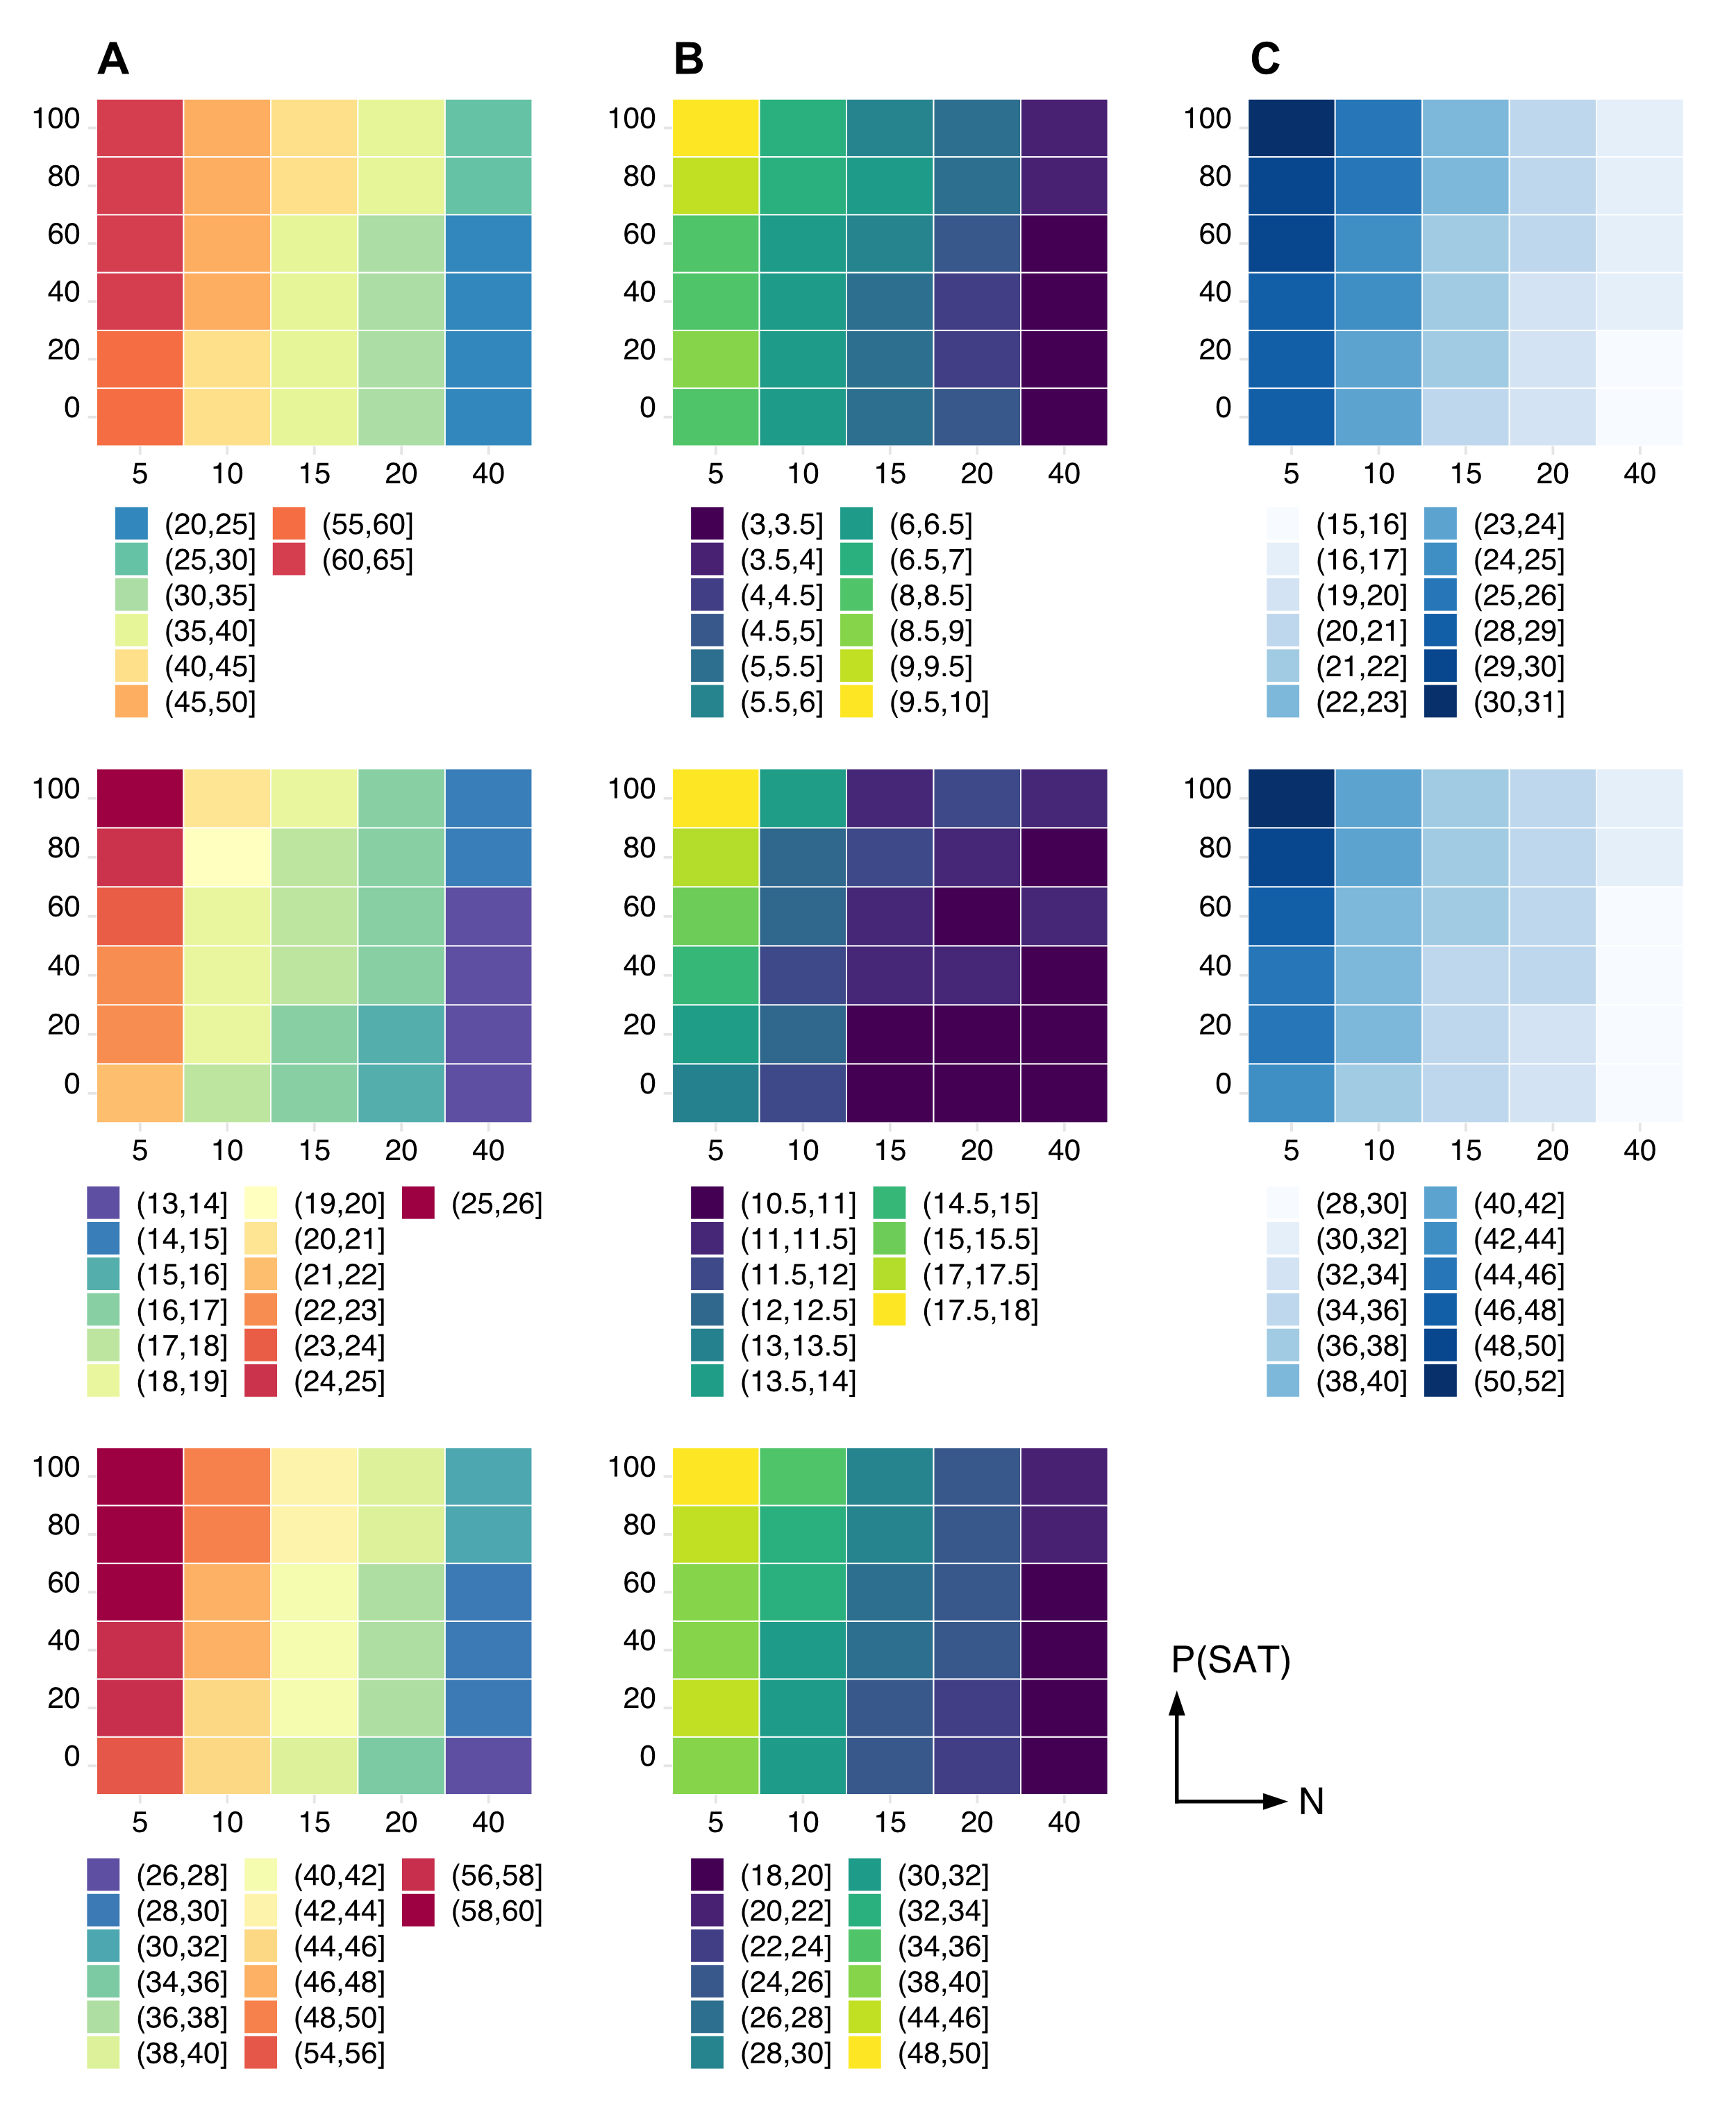 A B C
100 100 100
80 80 80
60 60 60
40 40 40
20 20 20
0 0 0
5 10 15 20 40 5 10 15 20 40 5 10 15 20 40
(20,25] (55,60] (3,3.5] (6,6.5] (15,16] (23,24]
(25,30] (60,65] (3.5,4] (6.5,7] (16,17] (24,25]
(30,35] (4,4.5] (8,8.5] (19,20] (25,26]
(35,40] (4.5,5] (8.5,9] (20,21] (28,29]
(40,45] (5,5.5] (9,9.5] (21,22] (29,30]
(45,50] (5.5,6] (9.5,10] (22,23] (30,31]
100 100 100
80 80 80
60 60 60
40 40 40
20 20 20
0 0 0
5 10 15 20 40 5 10 15 20 40 5 10 15 20 40
(13,14] (19,20] (25,26] (10.5,11] (14.5,15] (28,30] (40,42]
(14,15] (20,21] (11,11.5] (15,15.5] (30,32] (42,44]
(15,16] (21,22] (11.5,12] (17,17.5] (32,34] (44,46]
(16,17] (22,23] (12,12.5] (17.5,18] (34,36] (46,48]
(17,18] (23,24] (13,13.5] (36,38] (48,50]
(18,19] (24,25] (13.5,14] (38,40] (50,52]
100 100
80 80
60 60
40 40 P(SAT)
20 20
0 0 N
5 10 15 20 40 5 10 15 20 40
(26,28] (40,42] (56,58] (18,20] (30,32]
(28,30] (42,44] (58,60] (20,22] (32,34]
(30,32] (44,46] (22,24] (34,36]
(34,36] (46,48] (24,26] (38,40]
(36,38] (48,50] (26,28] (44,46]
(38,40] (54,56] (28,30] (48,50]